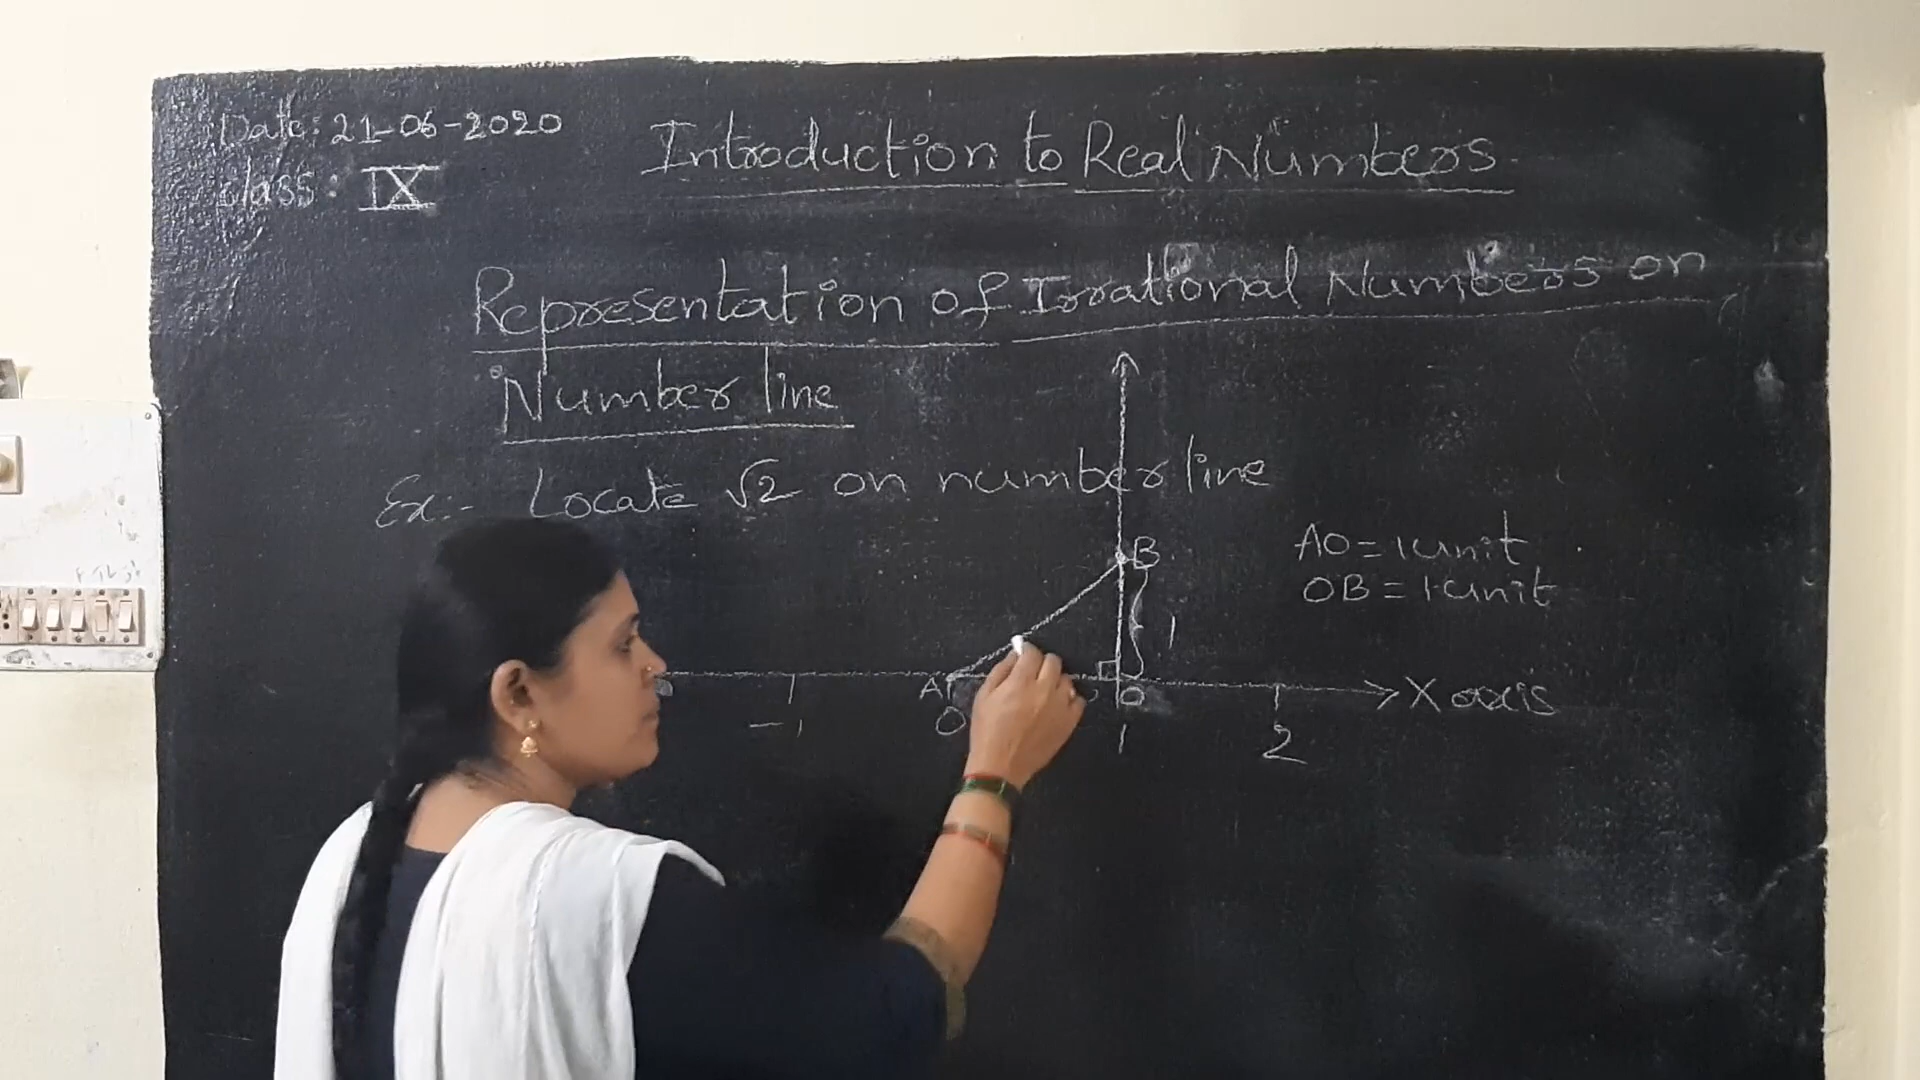 Date: 21-06-2020
Class: IX
Introduction to Real Numbers
Representation of Irrational Numbers on
Number line
Ex:- Locate √2 on number line
B
AO = 1 unit
OB = 1 unit
1
A O X axis
-1 0 1 2